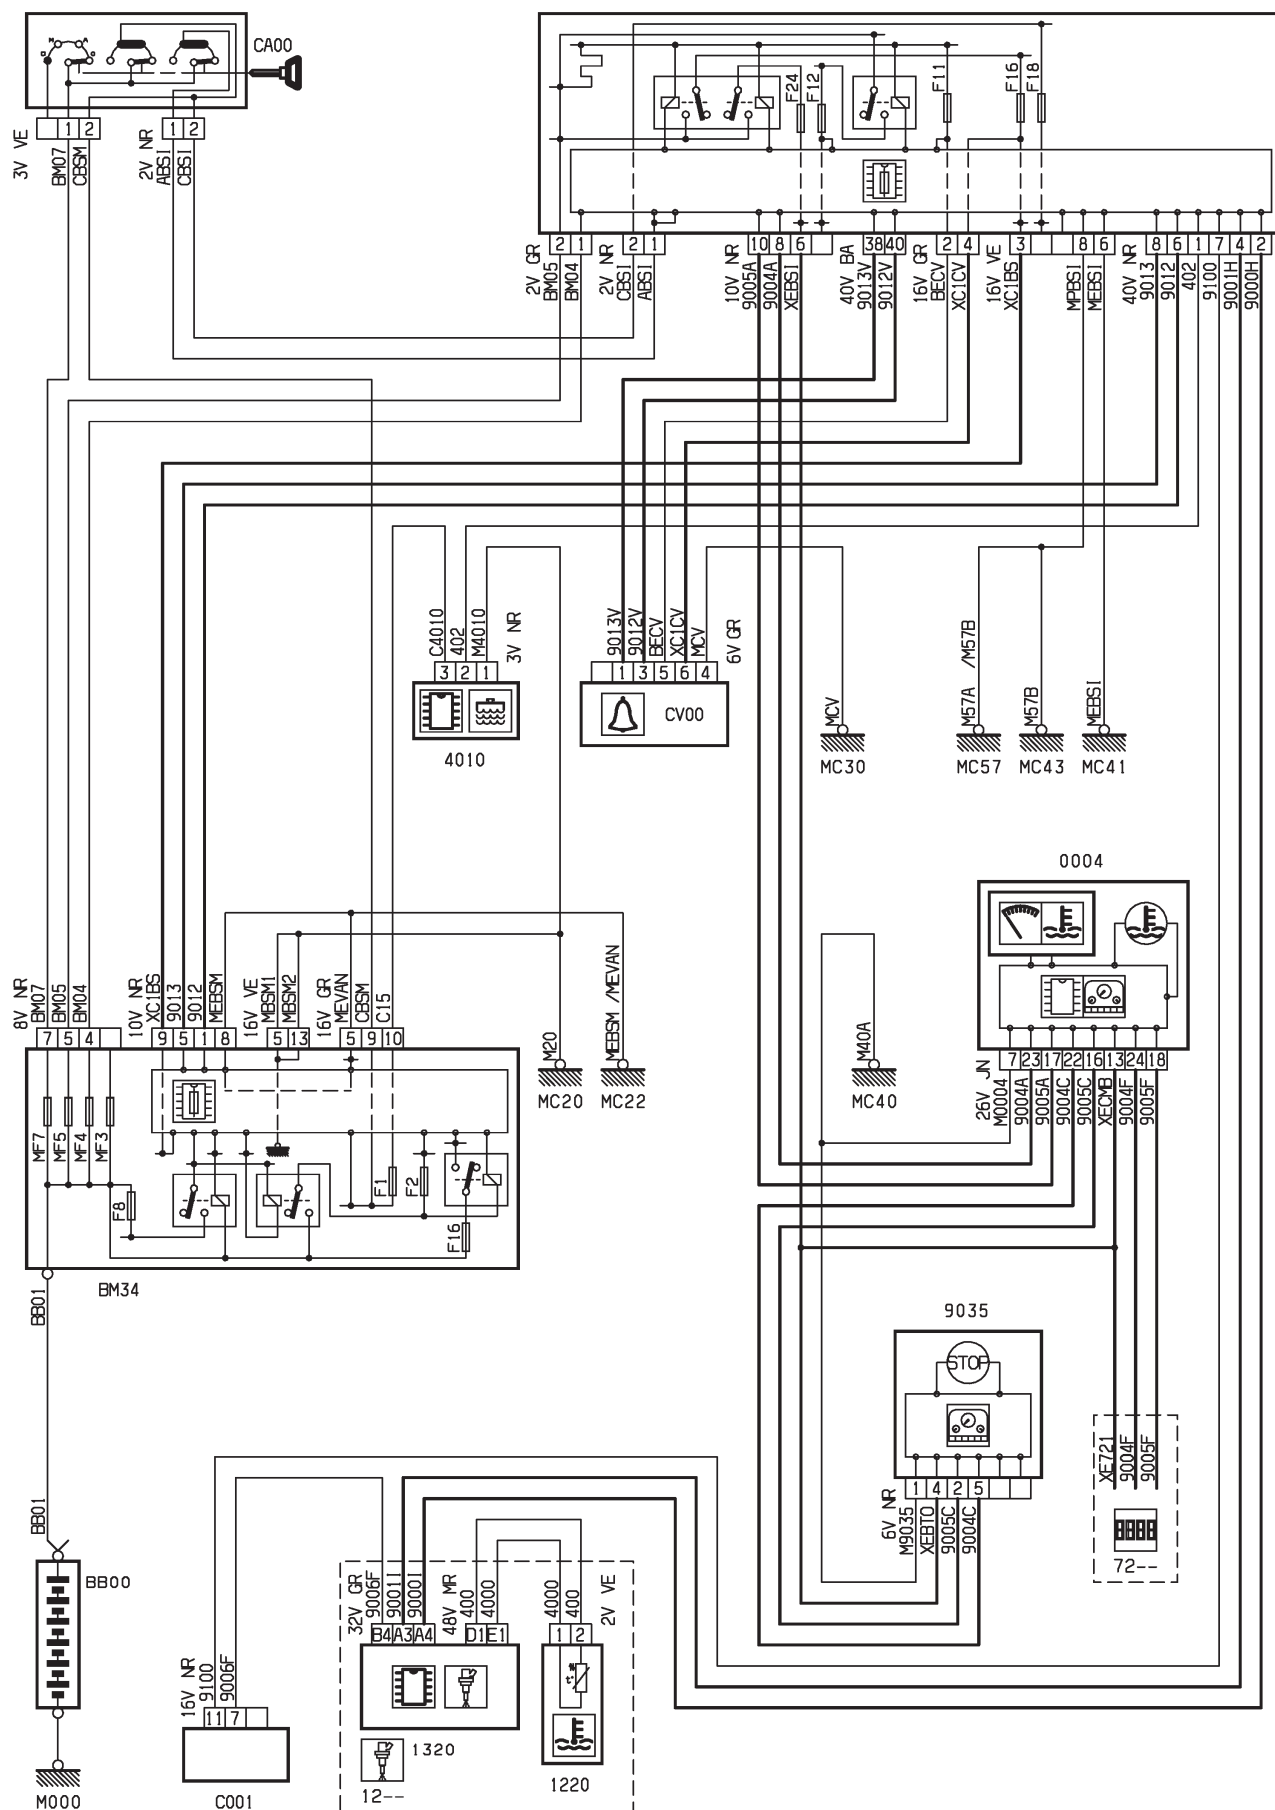 CA00
H A
O O
1 2
1 2
3V VE
BM07
CBSM
2V NR
ABSI
CBSI
F24
F12
F11
F16
F18
2 1
2 1
10 8 6
38 40
2 4
3
8 6
8 6 1 7 4 2
2V GR
BM05
BM04
2V NR
CBSI
ABSI
10V NR
9005A
9004A
XEBSI
40V BA
9013V
9012V
16V GR
BECV
XC1CV
16V VE
XC1BS
MPBSI
MEBSI
40V NR
9013
9012
402
9100
9001H
9000H
C4010
402
M4010
3V NR
3 2 1
4010
9013V
9012V
BECV
XC1CV
MCV
6V GR
1 3 5 6 4
CV00
MCV
MC30
M57A /M57B
MC57
M57B
MC43
MEBSI
MC41
0004
8V NR
BM07
BM05
BM04
10V NR
XC1BS
9013
9012
MEBSM
16V VE
MBSM1
MBSM2
16V GR
MEVAN
CBSM
C15
7 5 4
9 5 1 8
5 13
5 9 10
M20
MC20
MEBSM /MEVAN
MC22
M40A
MC40
7 23 17 22 16 13 24 18
26V JN
M0004
9004A
9005A
9004C
9005C
XECMB
9004F
9005F
MF7
MF5
MF4
MF3
F8
F1
F2
F16
BM34
BB01
9035
STOP
1 4 2 5
6V NR
M9035
XEBTO
9005C
9004C
XE721
9004F
9005F
72--
BB01
BB00
M000
16V NR
9100
9006F
11 7
C001
32V GR
9006F
9001I
9000I
48V MR
400
4000
4000
400
2V VE
B4 A3 A4
D1 E1
1 2
t°
1320
12--
1220